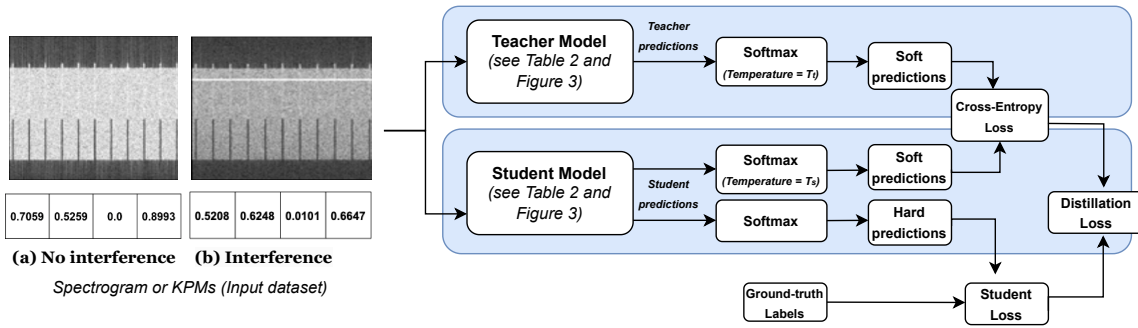 0.7059 0.5259 0.0 0.8993
0.5208 0.6248 0.0101 0.6647
(a) No interference
(b) Interference
Spectrogram or KPMs (Input dataset)
Teacher Model
(see Table 2 and
Figure 3)
Teacher
predictions
Softmax
(Temperature = Tt)
Soft
predictions
Cross-Entropy
Loss
Student Model
(see Table 2 and
Figure 3)
Student
predictions
Softmax
(Temperature = Ts)
Soft
predictions
Softmax
Hard
predictions
Distillation
Loss
Ground-truth
Labels
Student
Loss